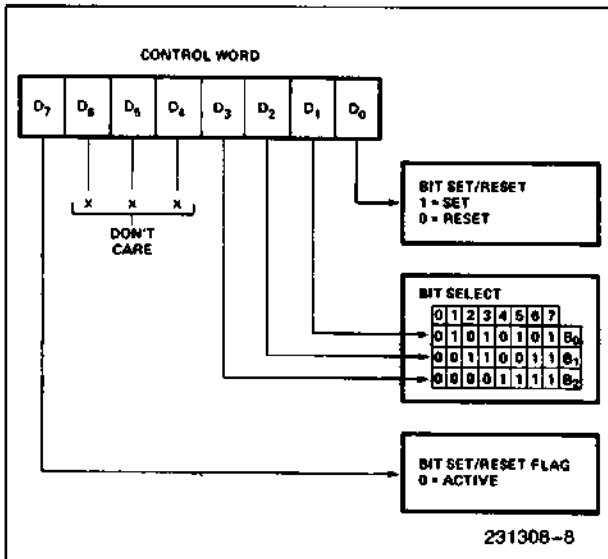 CONTROL WORD
D7 D6 D5 D4 D3 D2 D1 D0
BIT SET/RESET
1 = SET
0 = RESET
X X X
DON'T
CARE
BIT SELECT
0 1 2 3 4 5 6 7
0 1 0 1 0 1 0 1 B0
0 0 1 1 0 0 1 1 B1
0 0 0 0 1 1 1 1 B2
BIT SET/RESET FLAG
0 = ACTIVE
231308-8